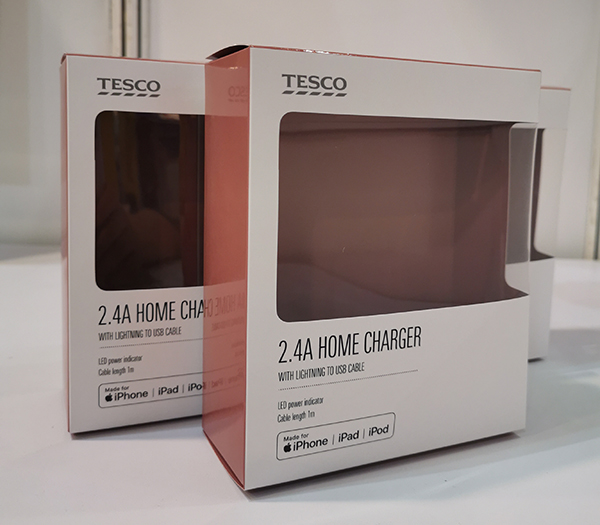 TESCO
2.4A HOME CHA
WITH LIGHTNING TO USB CABLE
LED power indicator
Cable length 1m
Made for
iPhone | iPad | iPod
TESCO
2.4A HOME CHARGER
WITH LIGHTNING TO USB CABLE
LED power indicator
Cable length 1m
Made for
iPhone | iPad | iPod